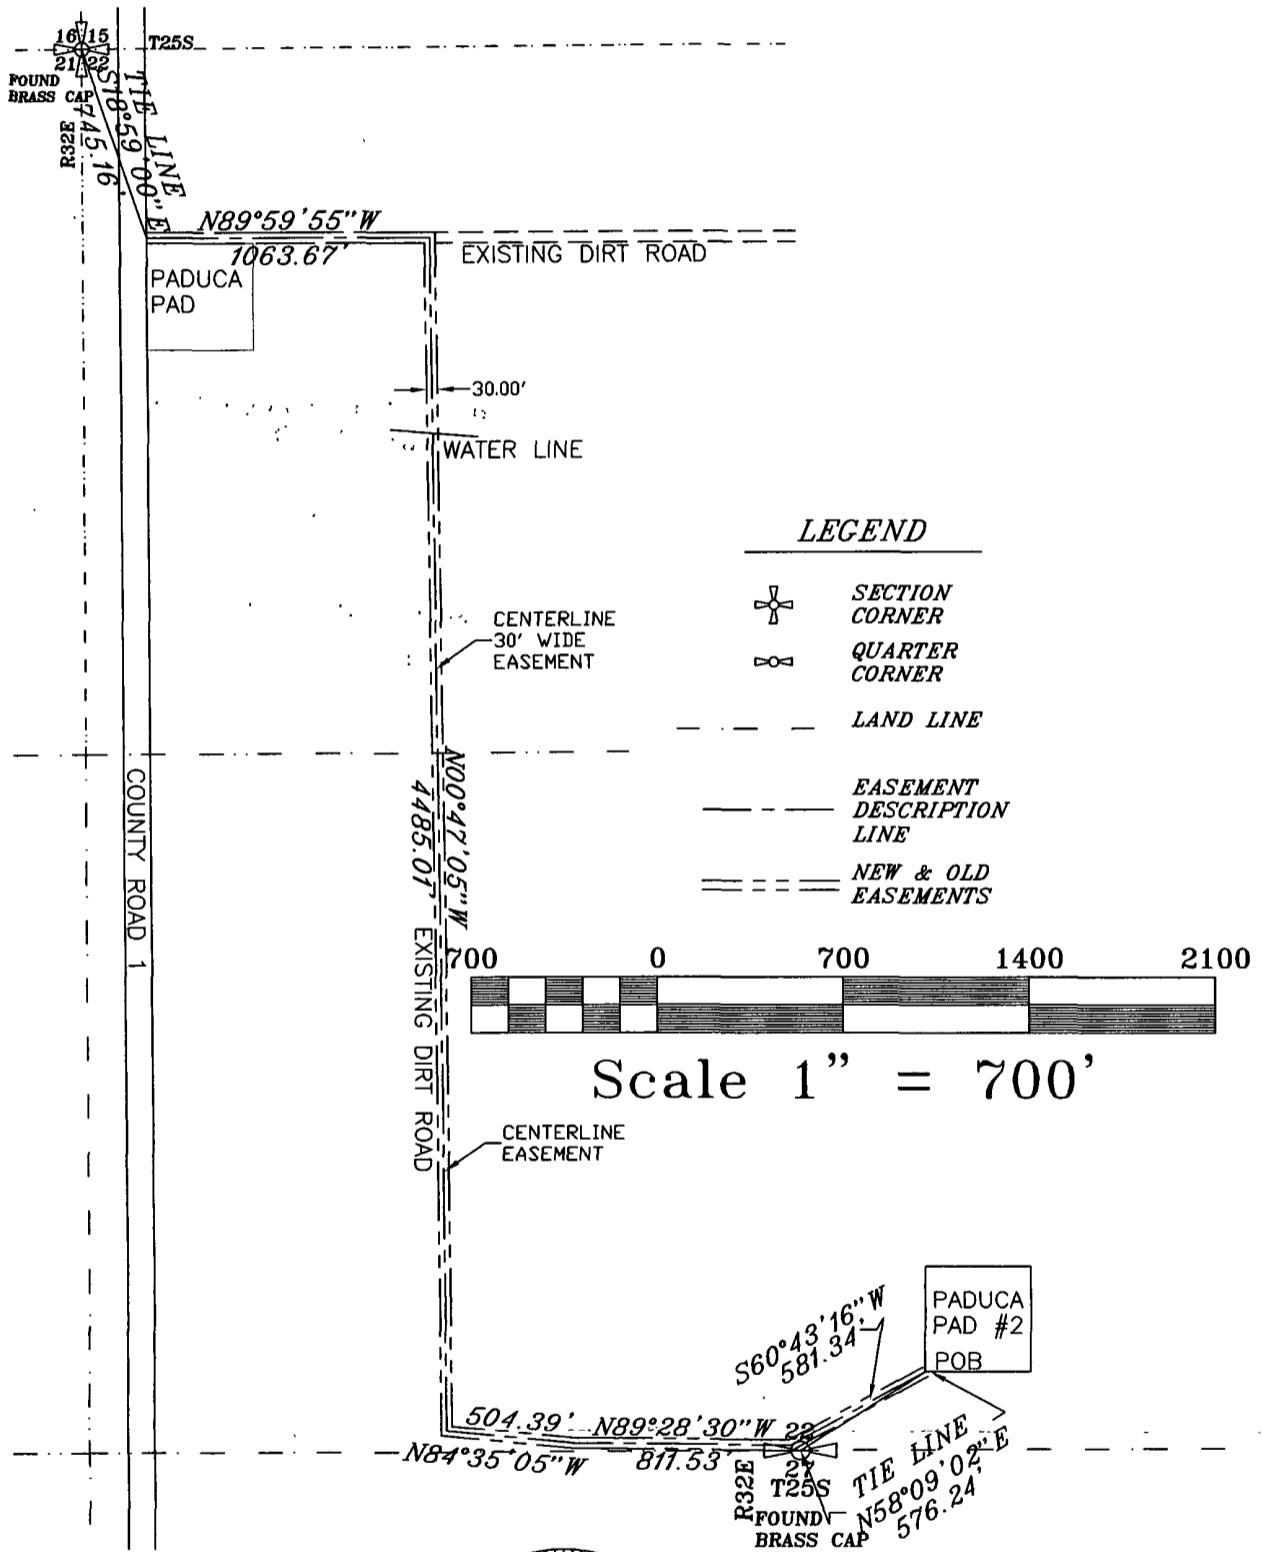 16 15
T25S
21 22
FOUND
BRASS CAP
R32E
TIE LINE
S18°59'00"E
745.16'
N89°59'55"W
1063.67'
EXISTING DIRT ROAD
PADUCA
PAD
30.00'
WATER LINE
LEGEND
SECTION
CORNER
QUARTER
CORNER
LAND LINE
EASEMENT
DESCRIPTION
LINE
NEW & OLD
EASEMENTS
CENTERLINE
30' WIDE
EASEMENT
COUNTY ROAD 1
N00°47'05"W
4485.01'
EXISTING DIRT ROAD
700 0 700 1400 2100
Scale 1" = 700'
CENTERLINE
EASEMENT
PADUCA
PAD #2
POB
S60°43'16"W
581.34'
504.39'
N89°28'30"W
22
N84°35'05"W
817.53'
27
R32E
T25S
TIE LINE
N58°09'02"E
576.24'
FOUND
BRASS CAP